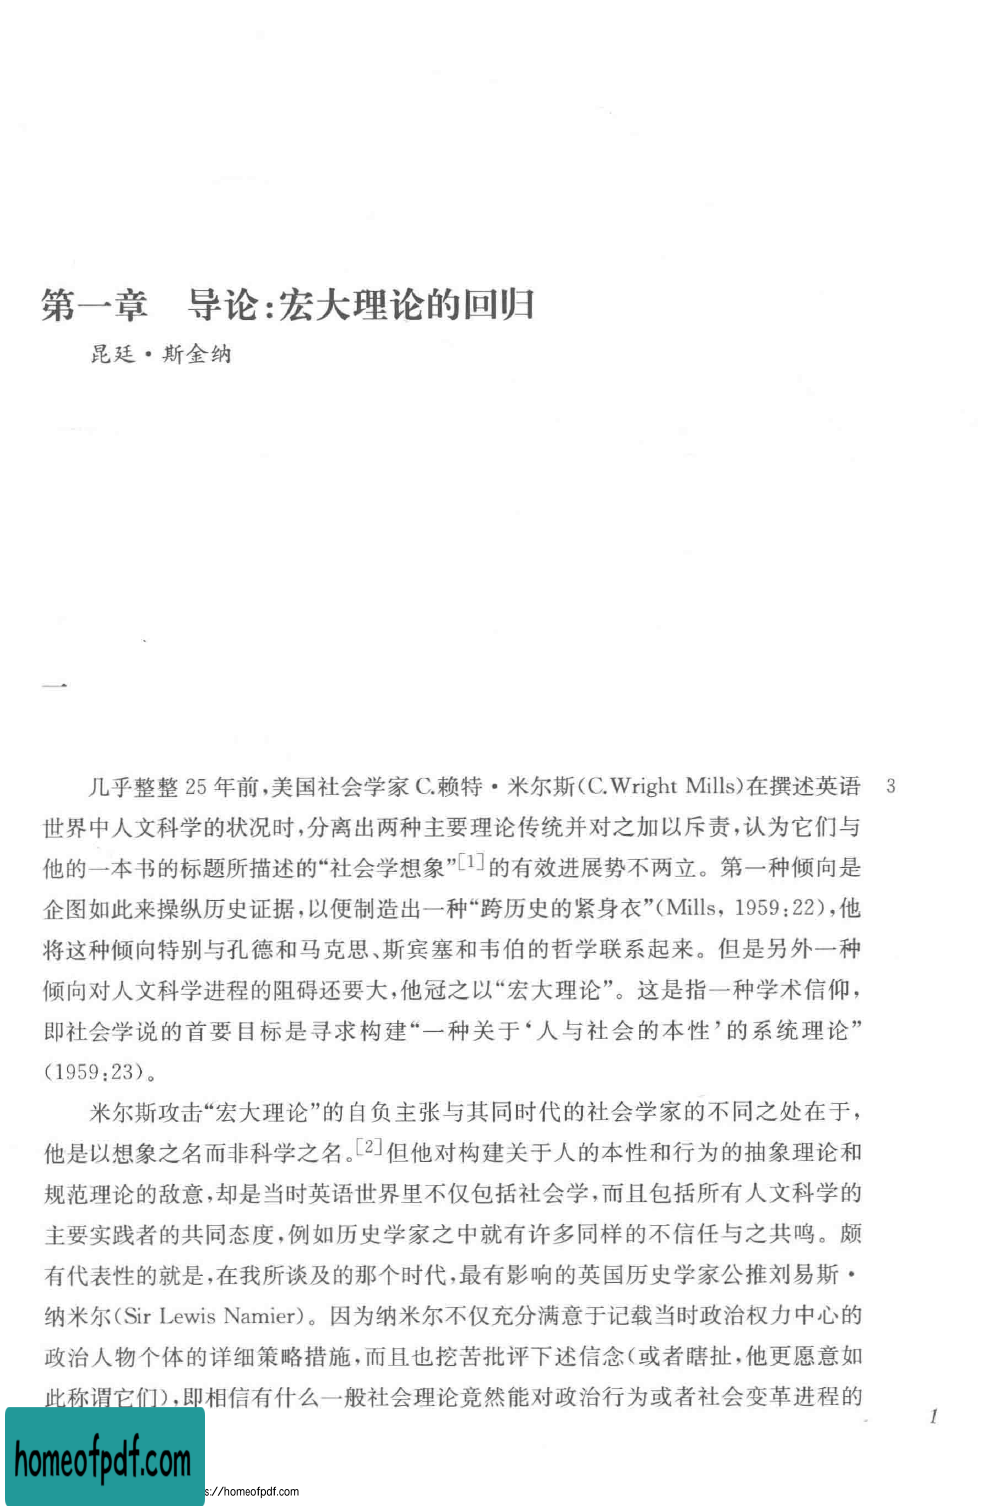 第一章 导论:宏大理论的回归
昆廷·斯金纳
一
几乎整整 25 年前,美国社会学家 C.赖特·米尔斯(C.Wright Mills)在撰述英语 3
世界中人文科学的状况时,分离出两种主要理论传统并对之加以斥责,认为它们与
他的一本书的标题所描述的“社会学想象”[1]的有效进展势不两立。第一种倾向是
企图如此来操纵历史证据,以便制造出一种“跨历史的紧身衣”(Mills, 1959:22),他
将这种倾向特别与孔德和马克思、斯宾塞和韦伯的哲学联系起来。但是另外一种
倾向对人文科学进程的阻碍还要大,他冠之以“宏大理论”。这是指一种学术信仰,
即社会学说的首要目标是寻求构建“一种关于‘人与社会的本性’的系统理论”
(1959:23)。
米尔斯攻击“宏大理论”的自负主张与其同时代的社会学家的不同之处在于,
他是以想象之名而非科学之名。[2]但他对构建关于人的本性和行为的抽象理论和
规范理论的敌意,却是当时英语世界里不仅包括社会学,而且包括所有人文科学的
主要实践者的共同态度,例如历史学家之中就有许多同样的不信任与之共鸣。颇
有代表性的就是,在我所谈及的那个时代,最有影响的英国历史学家公推刘易斯·
纳米尔(Sir Lewis Namier)。因为纳米尔不仅充分满意于记载当时政治权力中心的
政治人物个体的详细策略措施,而且也挖苦批评下述信念(或者瞎扯,他更愿意如
此称谓它们),即相信有什么一般社会理论竟然能对政治行为或者社会变革进程的
1
homeofpdf.com
s://homeofpdf.com